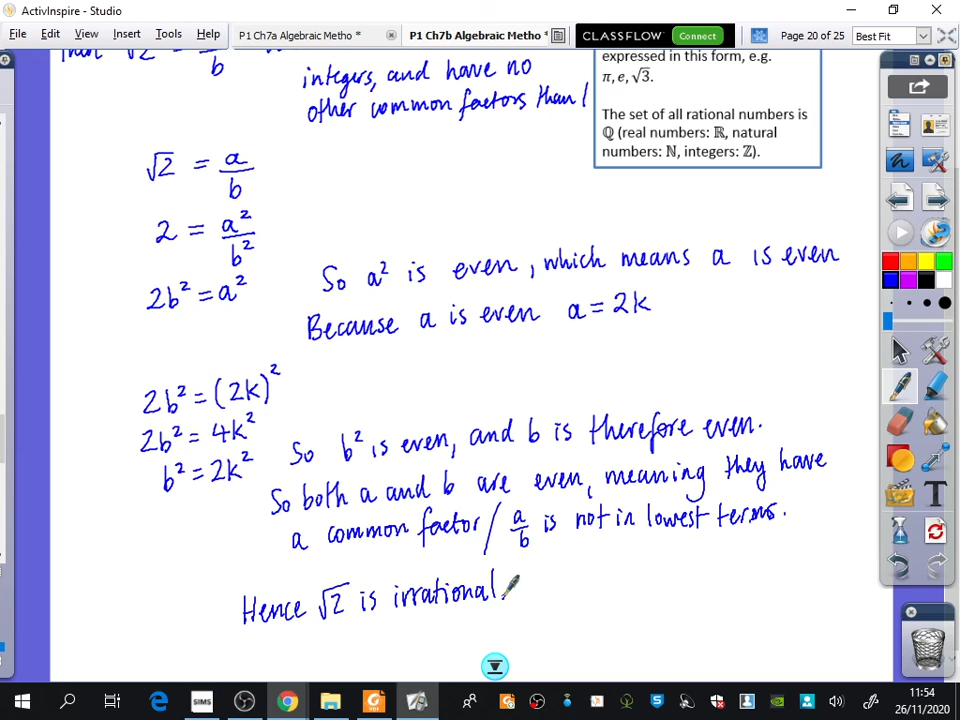 ActivInspire - Studio
File Edit View Insert Tools Help P1 Ch7a Algebraic Metho * P1 Ch7b Algebraic Metho * CLASSFLOW Connect Page 20 of 25 Best Fit
√2 = a/b
integers, and have no
other common factors than 1
expressed in this form, e.g.
π, e, √3.
The set of all rational numbers is
ℚ (real numbers: ℝ, natural
numbers: ℕ, integers: ℤ).
√2 = a/b
2 = a²/b²
2b² = a²
So a² is even, which means a is even
Because a is even a = 2k
2b² = (2k)²
2b² = 4k²
b² = 2k²
So b² is even, and b is therefore even.
So both a and b are even, meaning they have
a common factor / a/b is not in lowest terms.
Hence √2 is irrational.
SIMS
11:54
26/11/2020